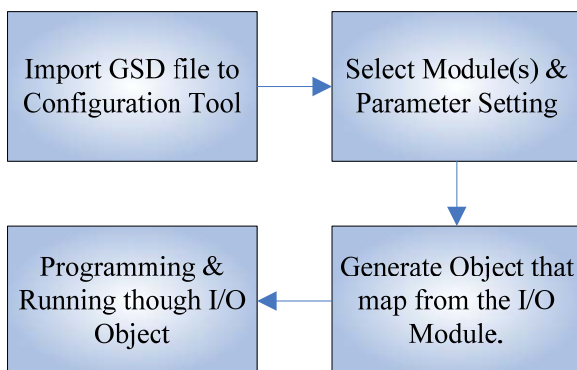 Import GSD file to
Configuration Tool
Select Module(s) &
Parameter Setting
Generate Object that
map from the I/O
Module.
Programming &
Running though I/O
Object